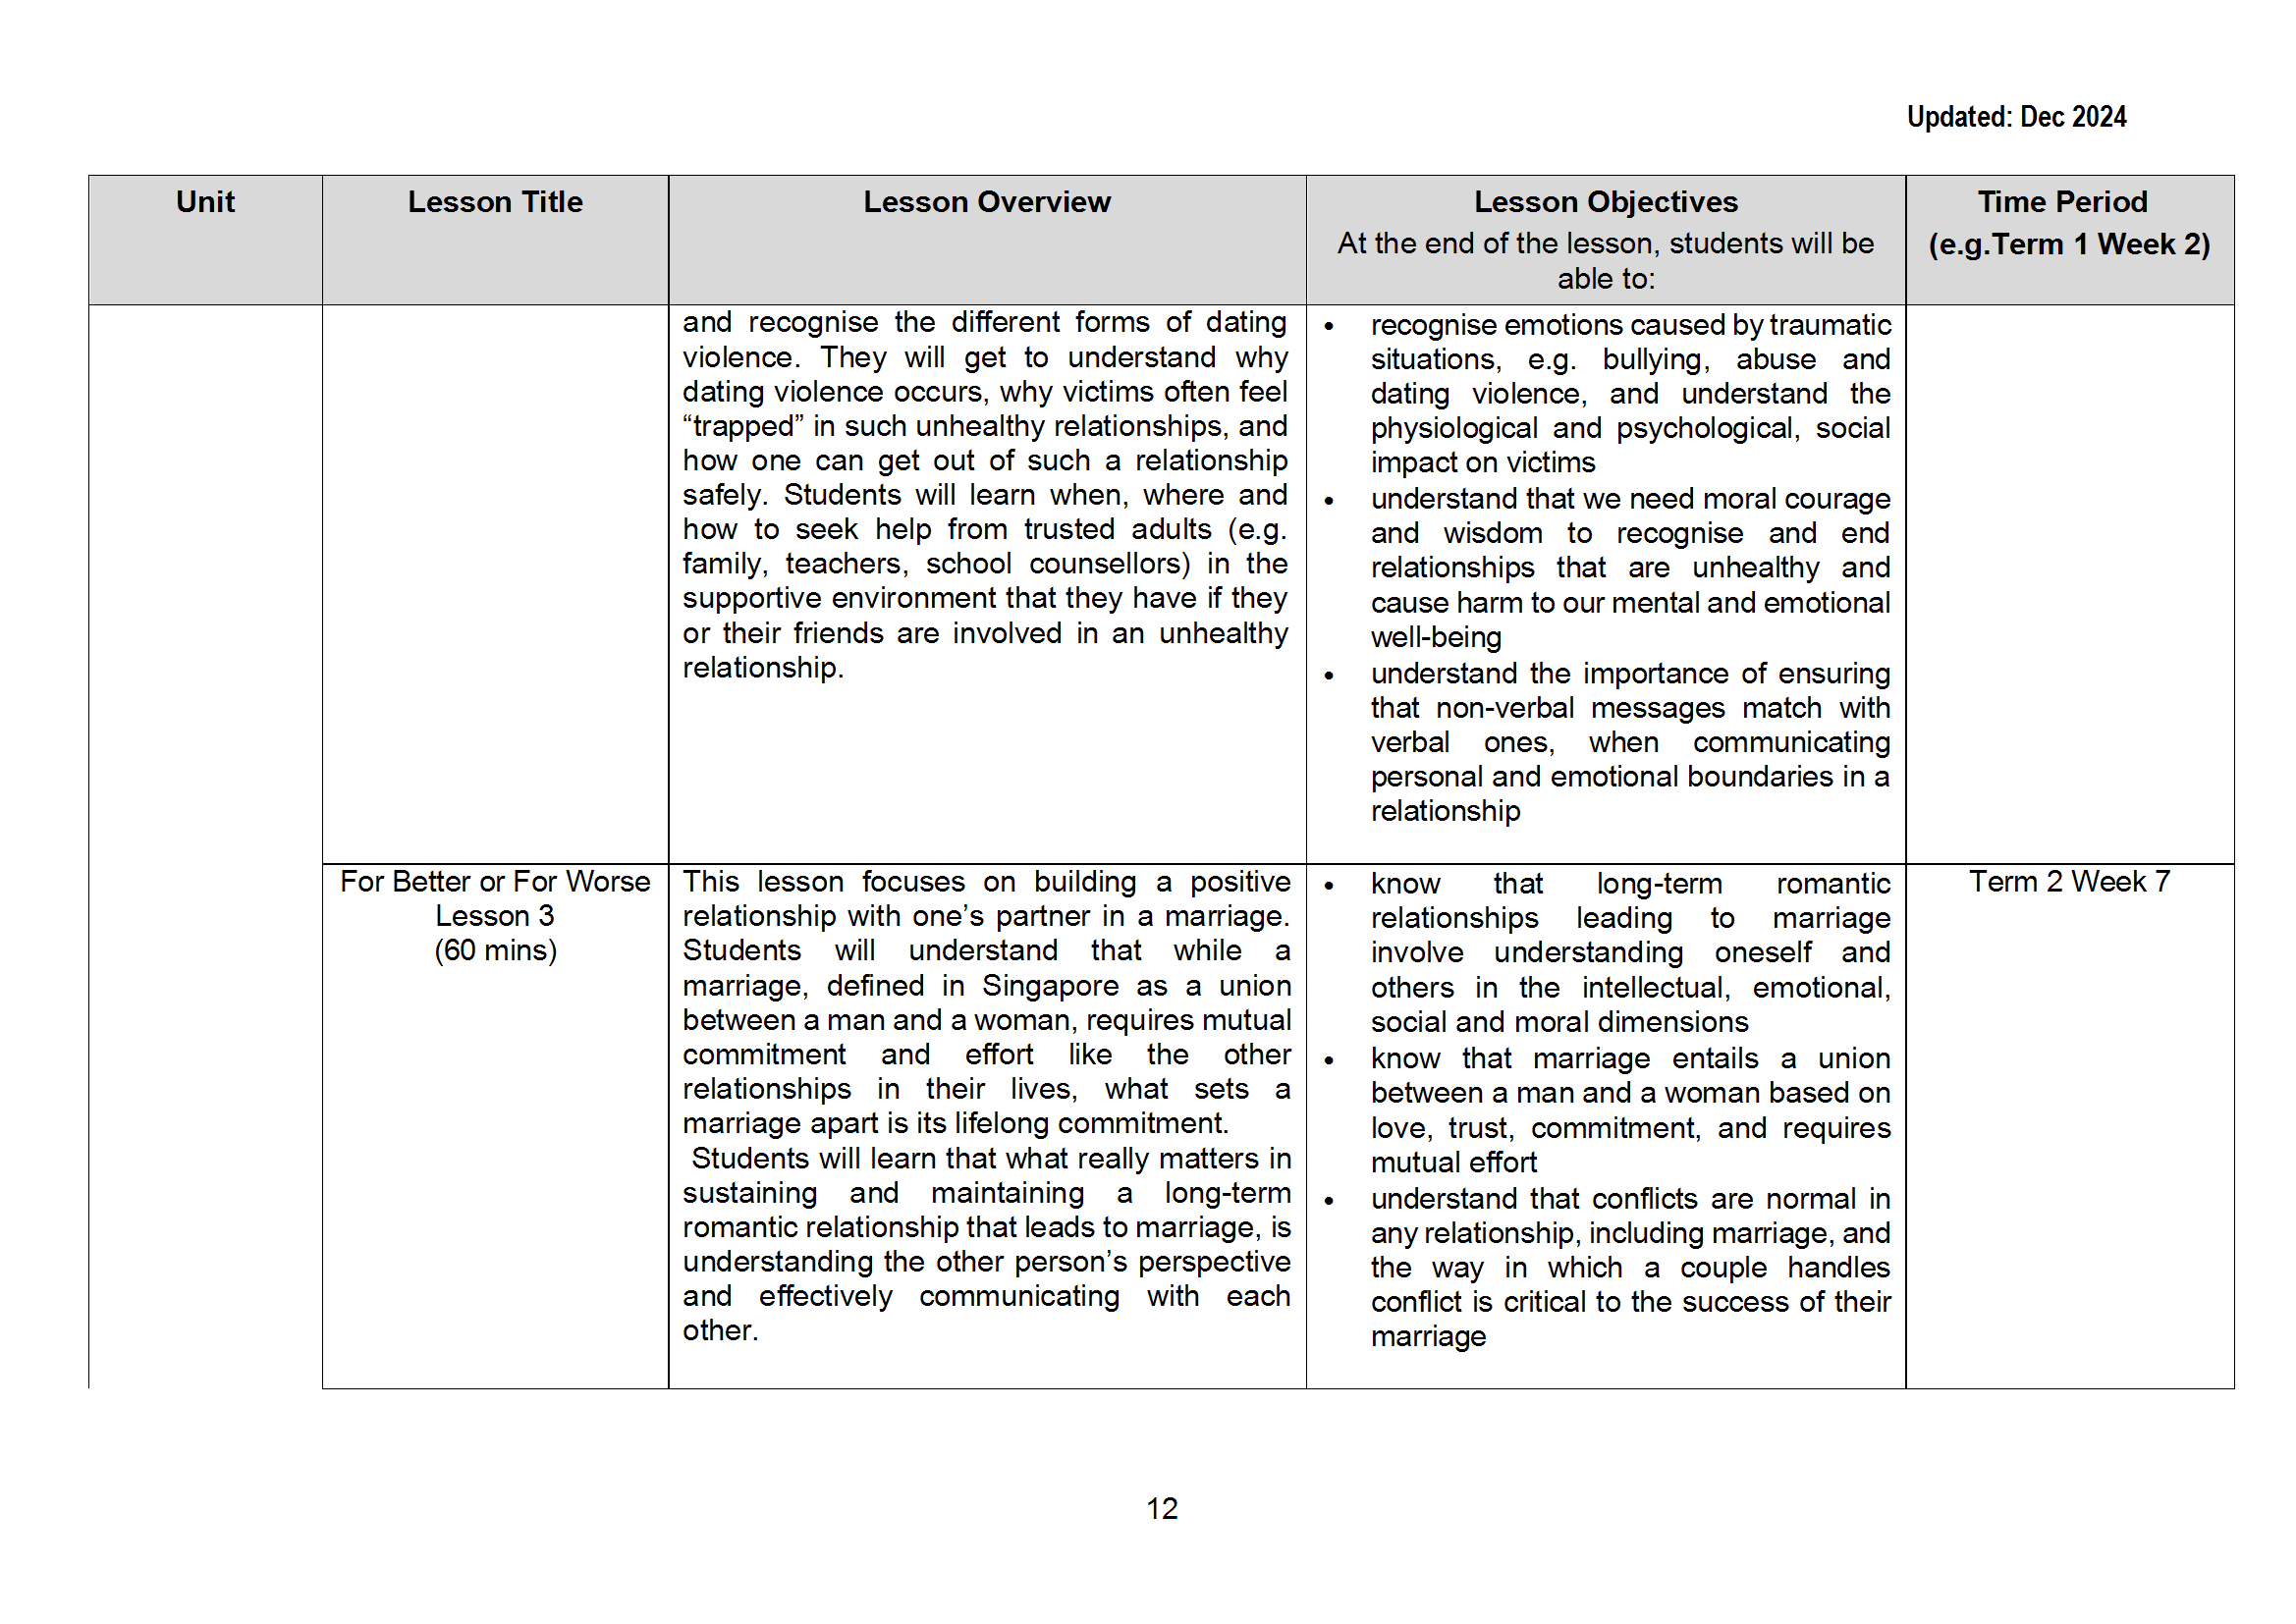 Updated: Dec 2024
Unit
Lesson Title
Lesson Overview
Lesson Objectives
At the end of the lesson, students will be
able to:
Time Period
(e.g.Term 1 Week 2)
and recognise the different forms of dating
violence. They will get to understand why
dating violence occurs, why victims often feel
“trapped” in such unhealthy relationships, and
how one can get out of such a relationship
safely. Students will learn when, where and
how to seek help from trusted adults (e.g.
family, teachers, school counsellors) in the
supportive environment that they have if they
or their friends are involved in an unhealthy
relationship.
• recognise emotions caused by traumatic
situations, e.g. bullying, abuse and
dating violence, and understand the
physiological and psychological, social
impact on victims
• understand that we need moral courage
and wisdom to recognise and end
relationships that are unhealthy and
cause harm to our mental and emotional
well-being
• understand the importance of ensuring
that non-verbal messages match with
verbal ones, when communicating
personal and emotional boundaries in a
relationship
For Better or For Worse
Lesson 3
(60 mins)
This lesson focuses on building a positive
relationship with one’s partner in a marriage.
Students will understand that while a
marriage, defined in Singapore as a union
between a man and a woman, requires mutual
commitment and effort like the other
relationships in their lives, what sets a
marriage apart is its lifelong commitment.
Students will learn that what really matters in
sustaining and maintaining a long-term
romantic relationship that leads to marriage, is
understanding the other person’s perspective
and effectively communicating with each
other.
• know that long-term romantic
relationships leading to marriage
involve understanding oneself and
others in the intellectual, emotional,
social and moral dimensions
• know that marriage entails a union
between a man and a woman based on
love, trust, commitment, and requires
mutual effort
• understand that conflicts are normal in
any relationship, including marriage, and
the way in which a couple handles
conflict is critical to the success of their
marriage
Term 2 Week 7
12